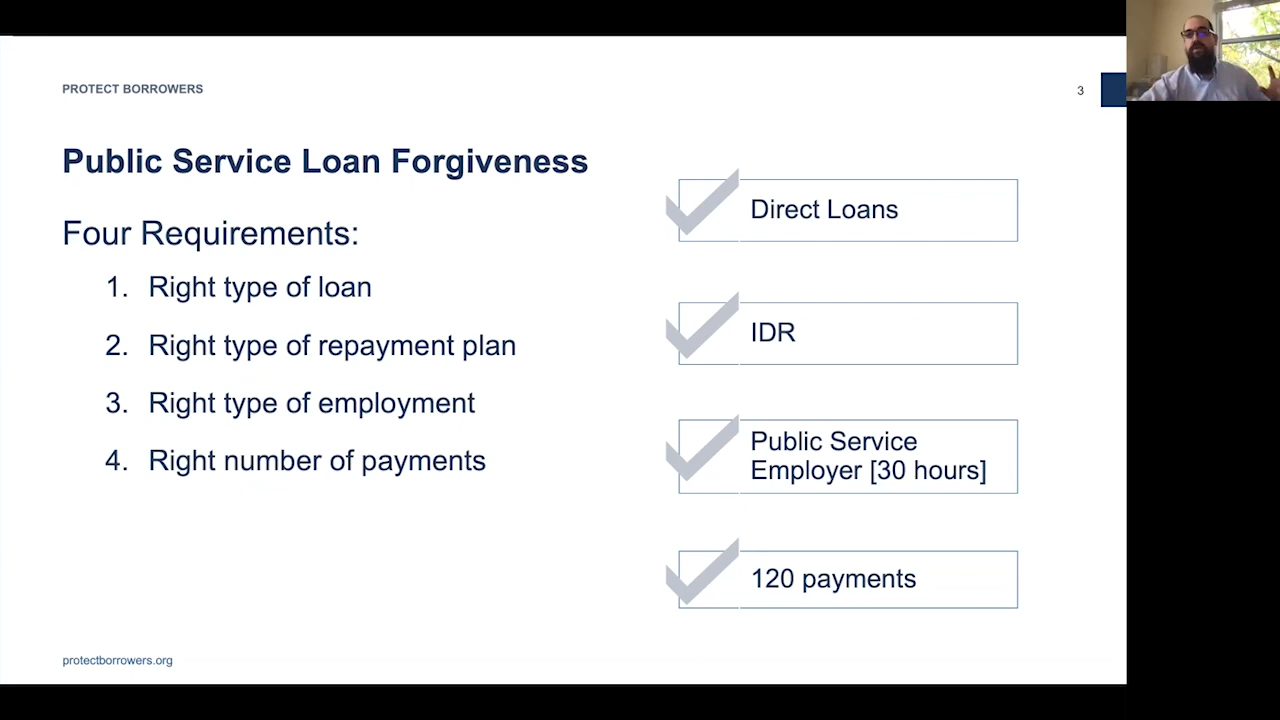 PROTECT BORROWERS
3
Public Service Loan Forgiveness
Four Requirements:
1. Right type of loan
2. Right type of repayment plan
3. Right type of employment
4. Right number of payments
Direct Loans
IDR
Public Service
Employer [30 hours]
120 payments
protectborrowers.org